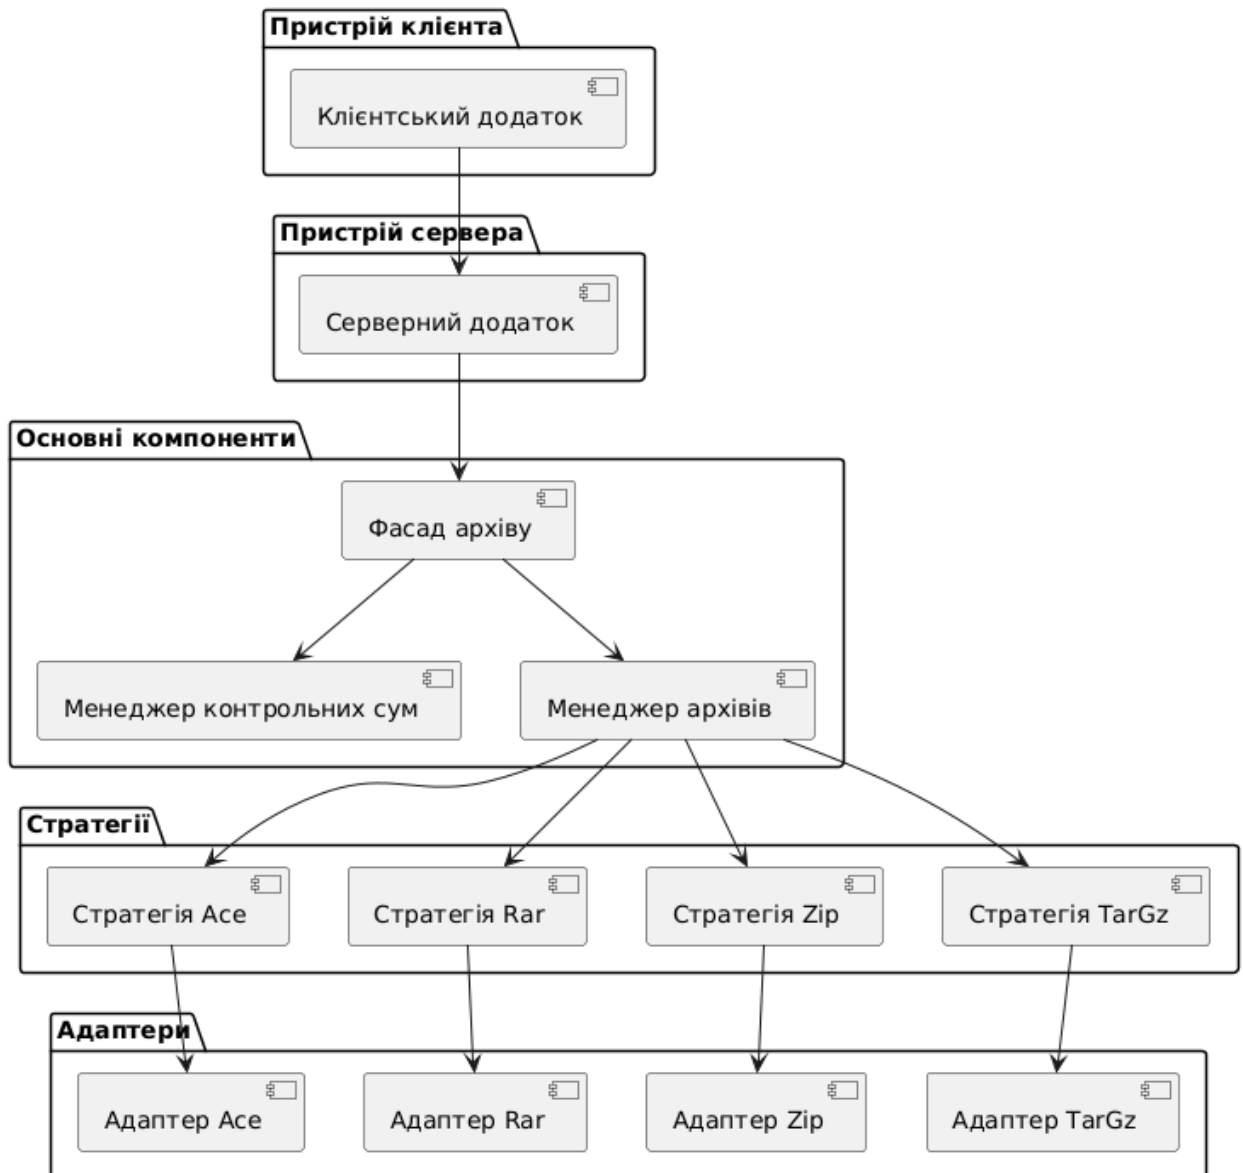 Пристрій клієнта
Клієнтський додаток
Пристрій сервера
Серверний додаток
Основні компоненти
Фасад архіву
Менеджер контрольних сум
Менеджер архівів
Стратегії
Стратегія Ace
Стратегія Rar
Стратегія Zip
Стратегія TarGz
Адаптери
Адаптер Ace
Адаптер Rar
Адаптер Zip
Адаптер TarGz